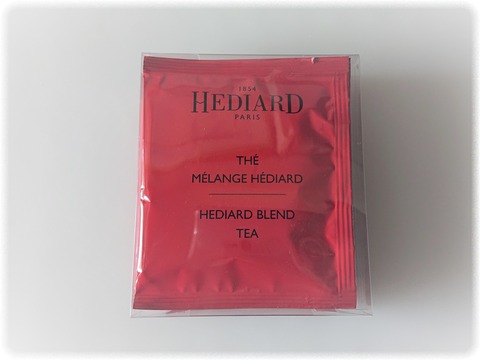 1854
HEDIARD
PARIS
THÉ
MÉLANGE HÉDIARD
HEDIARD BLEND
TEA